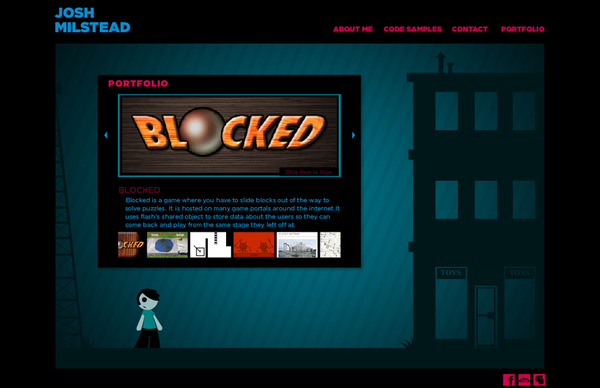 JOSH
MILSTEAD
ABOUT ME CODE SAMPLES CONTACT PORTFOLIO
PORTFOLIO
BLOCKED
Click Here to View
BLOCKED
Blocked is a game where you have to slide blocks out of the way to
solve puzzles. It is hosted on many game portals around the internet.It
uses flash's shared object to store data about the users so they can
come back and play from the same stage they left off at.
TOYS TOYS